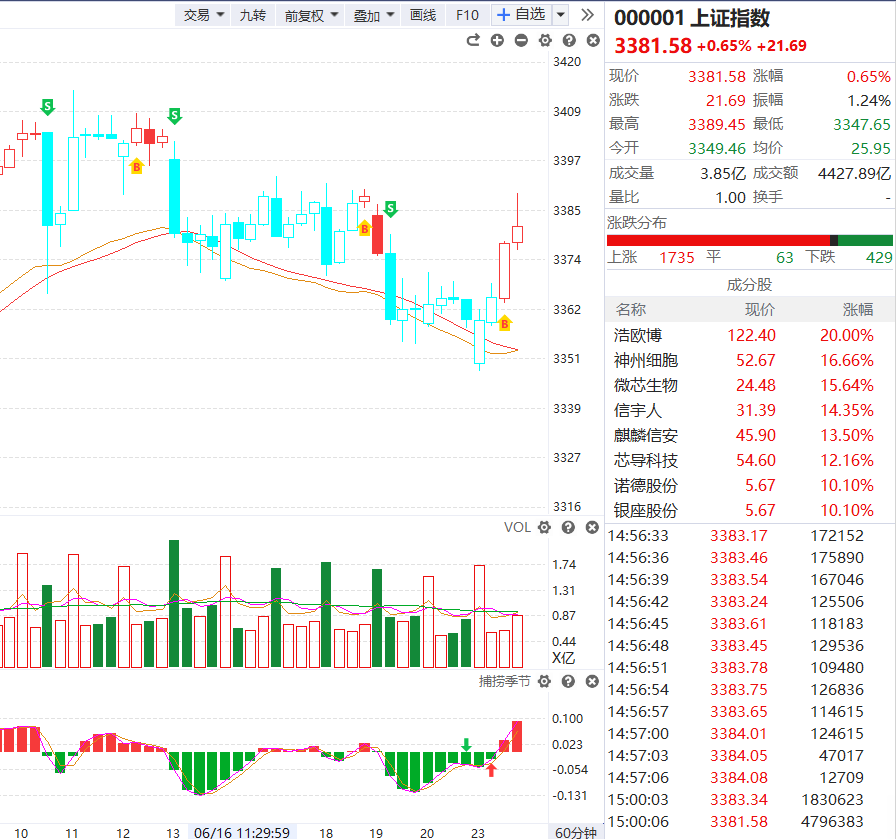 交易 九转 前复权 叠加 画线 F10 + 自选
3420
S
S
3409
B
3397
S
3385
B
3374
3362
B
3351
3339
3327
3316
VOL
1.74
1.31
0.87
0.44
X亿
捕捞季节
0.100
0.023
-0.054
-0.131
10 11 12 13 06/16 11:29:59 18 19 20 23 60分钟
000001 上证指数
3381.58 +0.65% +21.69
现价 3381.58 涨幅 0.65%
涨跌 21.69 振幅 1.24%
最高 3389.45 最低 3347.65
今开 3349.46 均价 25.95
成交量 3.85亿 成交额 4427.89亿
量比 1.00 换手 -
涨跌分布
上涨 1735 平 63 下跌 429
成分股
名称 现价 涨幅
浩欧博 122.40 20.00%
神州细胞 52.67 16.66%
微芯生物 24.48 15.64%
信宇人 31.39 14.35%
麒麟信安 45.90 13.50%
芯导科技 54.60 12.16%
诺德股份 5.67 10.10%
银座股份 5.67 10.10%
14:56:33 3383.17 172152
14:56:36 3383.46 175890
14:56:39 3383.54 167046
14:56:42 3383.24 125506
14:56:45 3383.61 118183
14:56:48 3383.45 129536
14:56:51 3383.78 109480
14:56:54 3383.75 126836
14:56:57 3383.65 114615
14:57:00 3384.01 124615
14:57:03 3384.05 47017
14:57:06 3384.08 12709
15:00:03 3383.34 1830623
15:00:06 3381.58 4796383